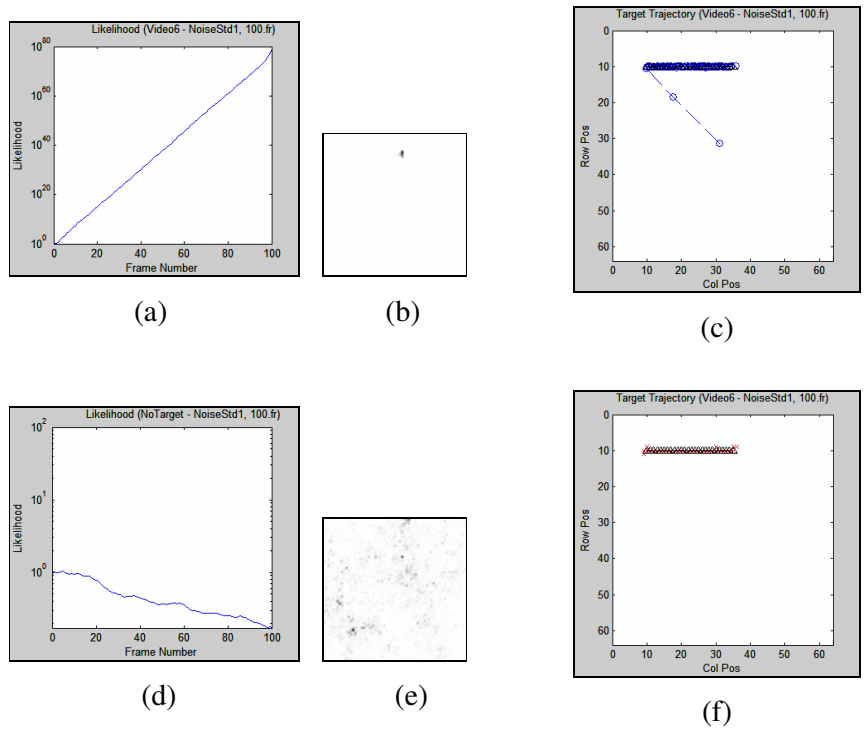 Likelihood (Video6 - NoiseStd1, 100.fr)
10^80
10^60
10^40
10^20
10^0
Likelihood
0 20 40 60 80 100
Frame Number
(a)
(b)
Target Trajectory (Video6 - NoiseStd1, 100.fr)
0
10
20
30
40
50
60
Row Pos
0 10 20 30 40 50 60
Col Pos
(c)
Likelihood (NoTarget - NoiseStd1, 100.fr)
10^2
10^1
10^0
Likelihood
0 20 40 60 80 100
Frame Number
(d)
(e)
Target Trajectory (Video6 - NoiseStd1, 100.fr)
0
10
20
30
40
50
60
Row Pos
0 10 20 30 40 50 60
Col Pos
(f)